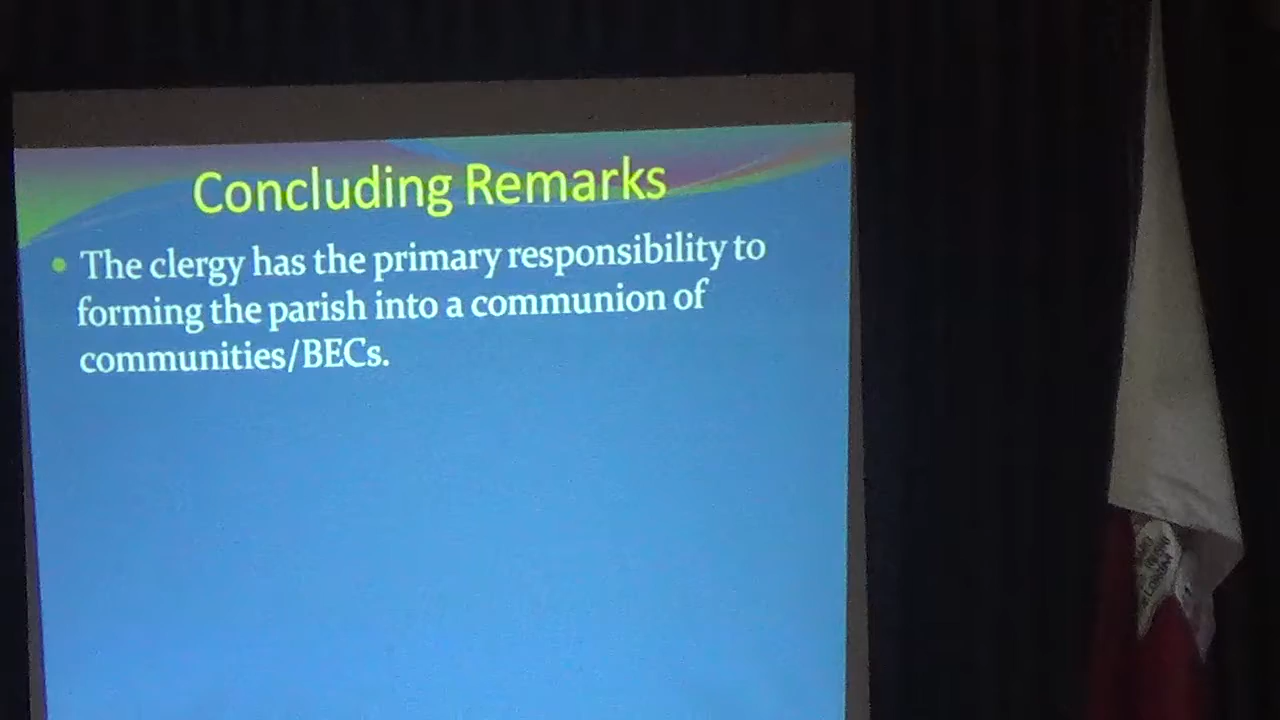 Concluding Remarks
• The clergy has the primary responsibility to
forming the parish into a communion of
communities/BECs.